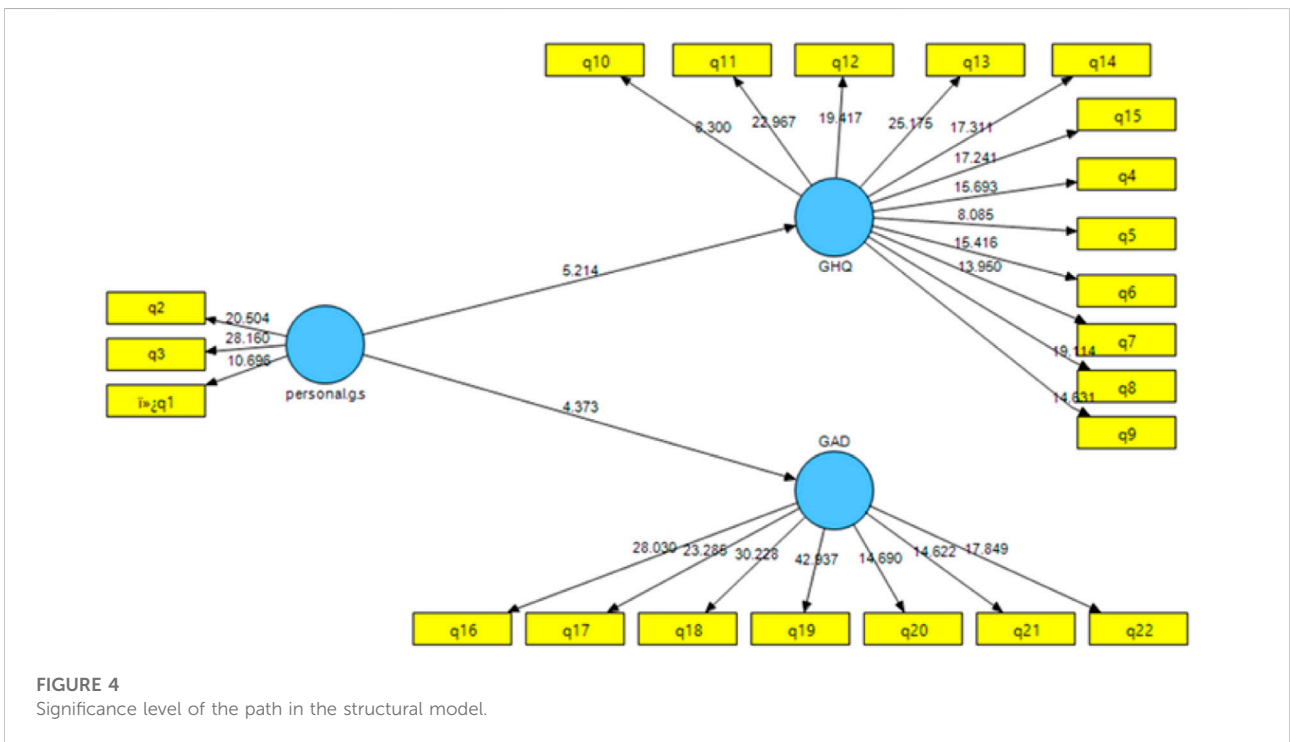 q10 q11 q12 q13 q14
q15
8.300 22.967 19.417 25.175 17.311
17.241
q4
15.693
8.085
q5
15.416
GHQ
13.950
5.214
q6
q2
20.504
q7
28.160
19.114
q3
10.696
q8
personal.g.s
14.631
q1
4.373
q9
GAD
28.030 23.285 30.228 42.937 14.690 14.622 17.849
q16 q17 q18 q19 q20 q21 q22
FIGURE 4
Significance level of the path in the structural model.